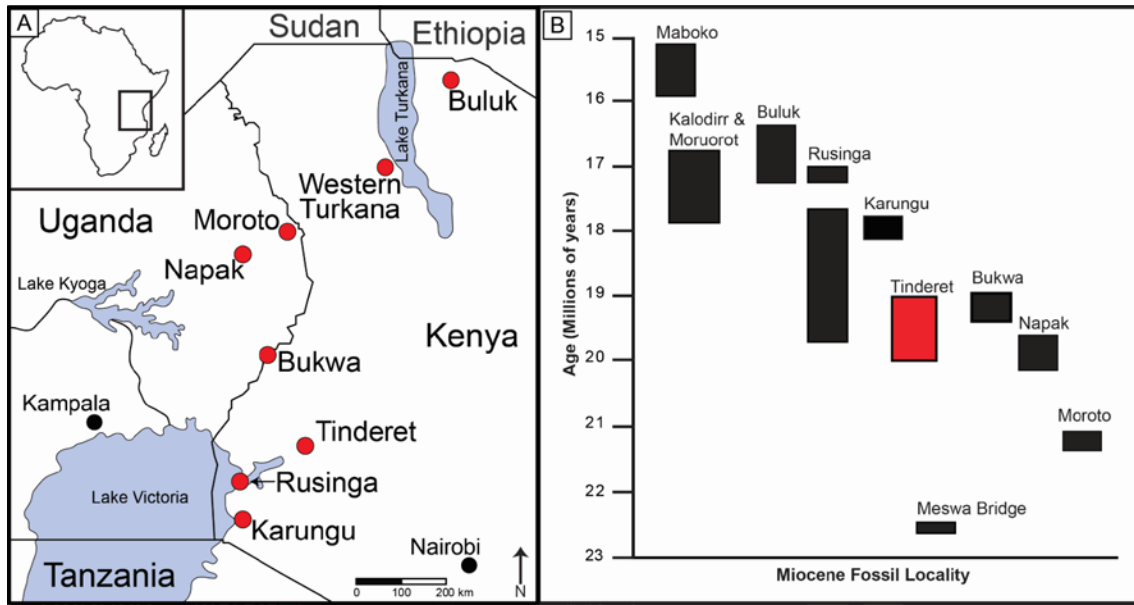 A
Sudan
Ethiopia
Buluk
Lake Turkana
Western
Turkana
Moroto
Uganda
Napak
Lake Kyoga
Kenya
Bukwa
Kampala
Tinderet
Lake Victoria
Rusinga
Karungu
Nairobi
Tanzania
0 100 200 km
N
B
15
16
17
18
19
20
21
22
23
Age (Millions of years)
Maboko
Kalodirr &
Moruorot
Buluk
Rusinga
Karungu
Tinderet
Bukwa
Napak
Moroto
Meswa Bridge
Miocene Fossil Locality